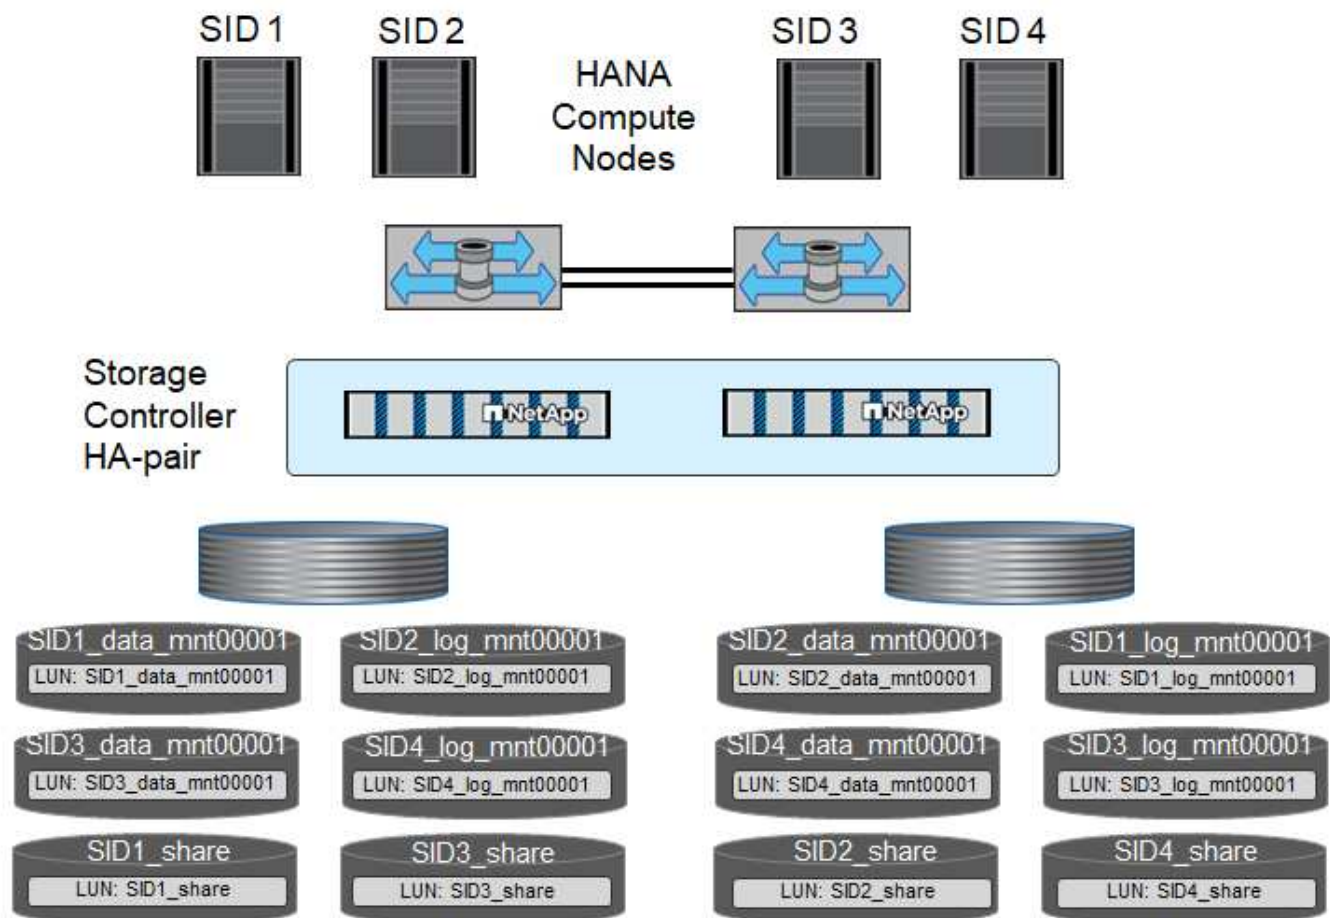 SID 1
SID 2
SID 3
SID 4
HANA
Compute
Nodes
Storage
Controller
HA-pair
NetApp
NetApp
SID1_data_mnt00001
LUN: SID1_data_mnt00001
SID2_log_mnt00001
LUN: SID2_log_mnt00001
SID2_data_mnt00001
LUN: SID2_data_mnt00001
SID1_log_mnt00001
LUN: SID1_log_mnt00001
SID3_data_mnt00001
LUN: SID3_data_mnt00001
SID4_log_mnt00001
LUN: SID4_log_mnt00001
SID4_data_mnt00001
LUN: SID4_data_mnt00001
SID3_log_mnt00001
LUN: SID3_log_mnt00001
SID1_share
LUN: SID1_share
SID3_share
LUN: SID3_share
SID2_share
LUN: SID2_share
SID4_share
LUN: SID4_share